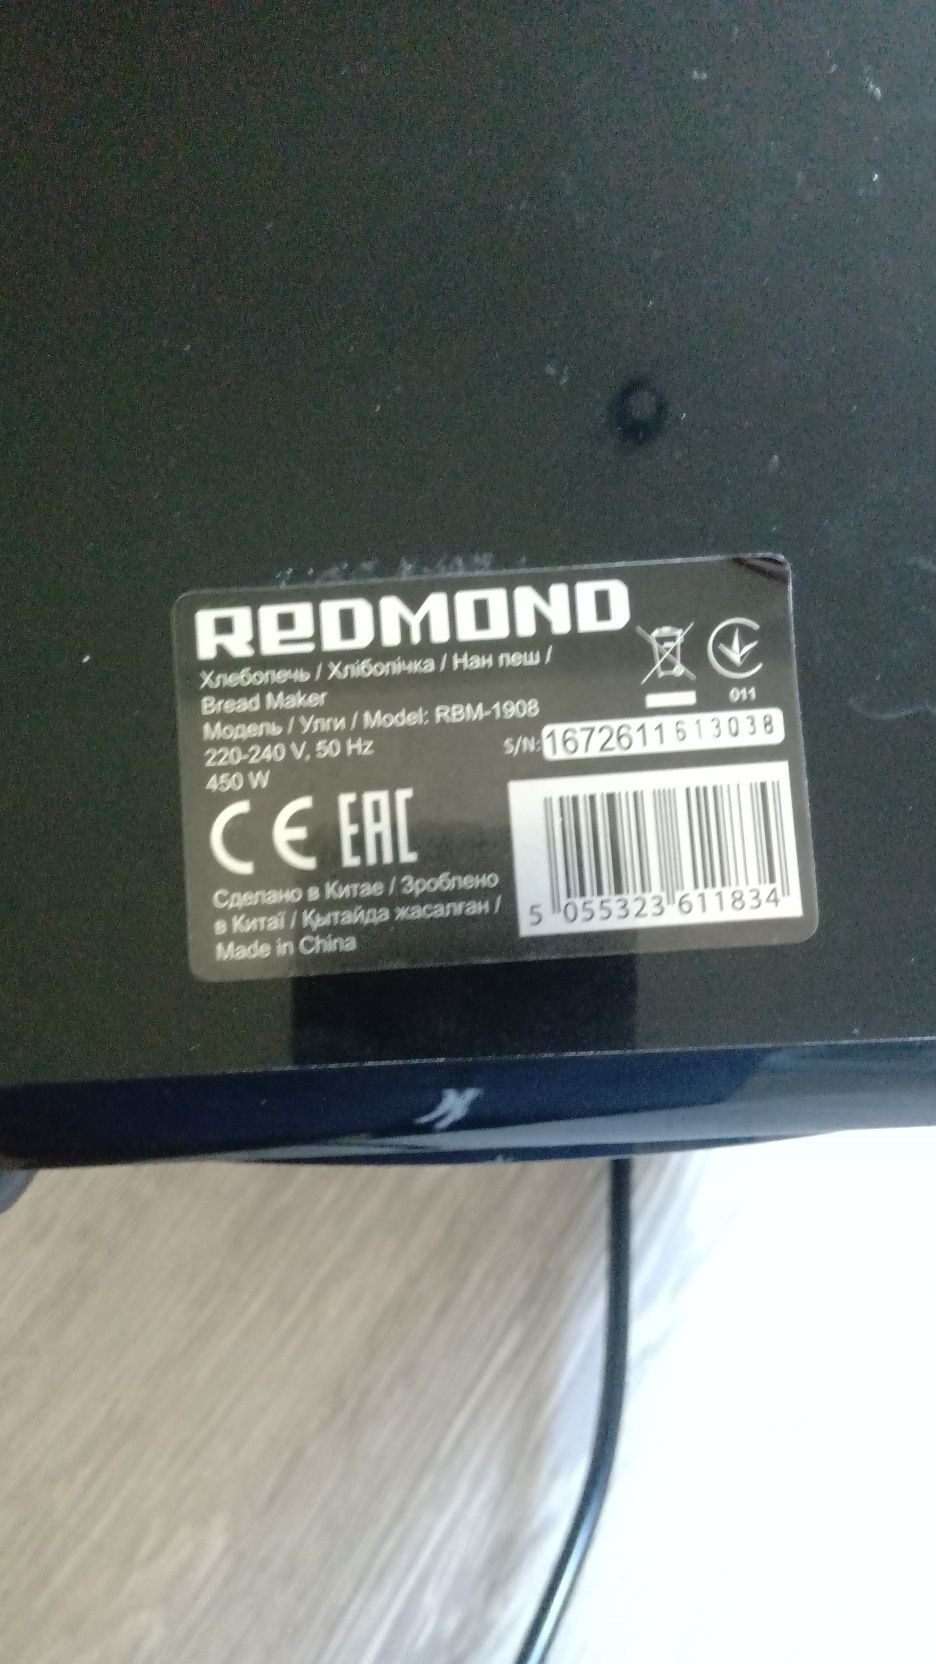 REDMOND
Хлебопечь / Хлібопічка / Нан пеш /
Bread Maker
Модель / Улгі / Model: RBM-1908
220-240 V, 50 Hz
450 W
S/N: 1672611613038
011
CE EAC
Сделано в Китае / Зроблено
в Китаї / Қытайда жасалған /
Made in China
5 055323 611834